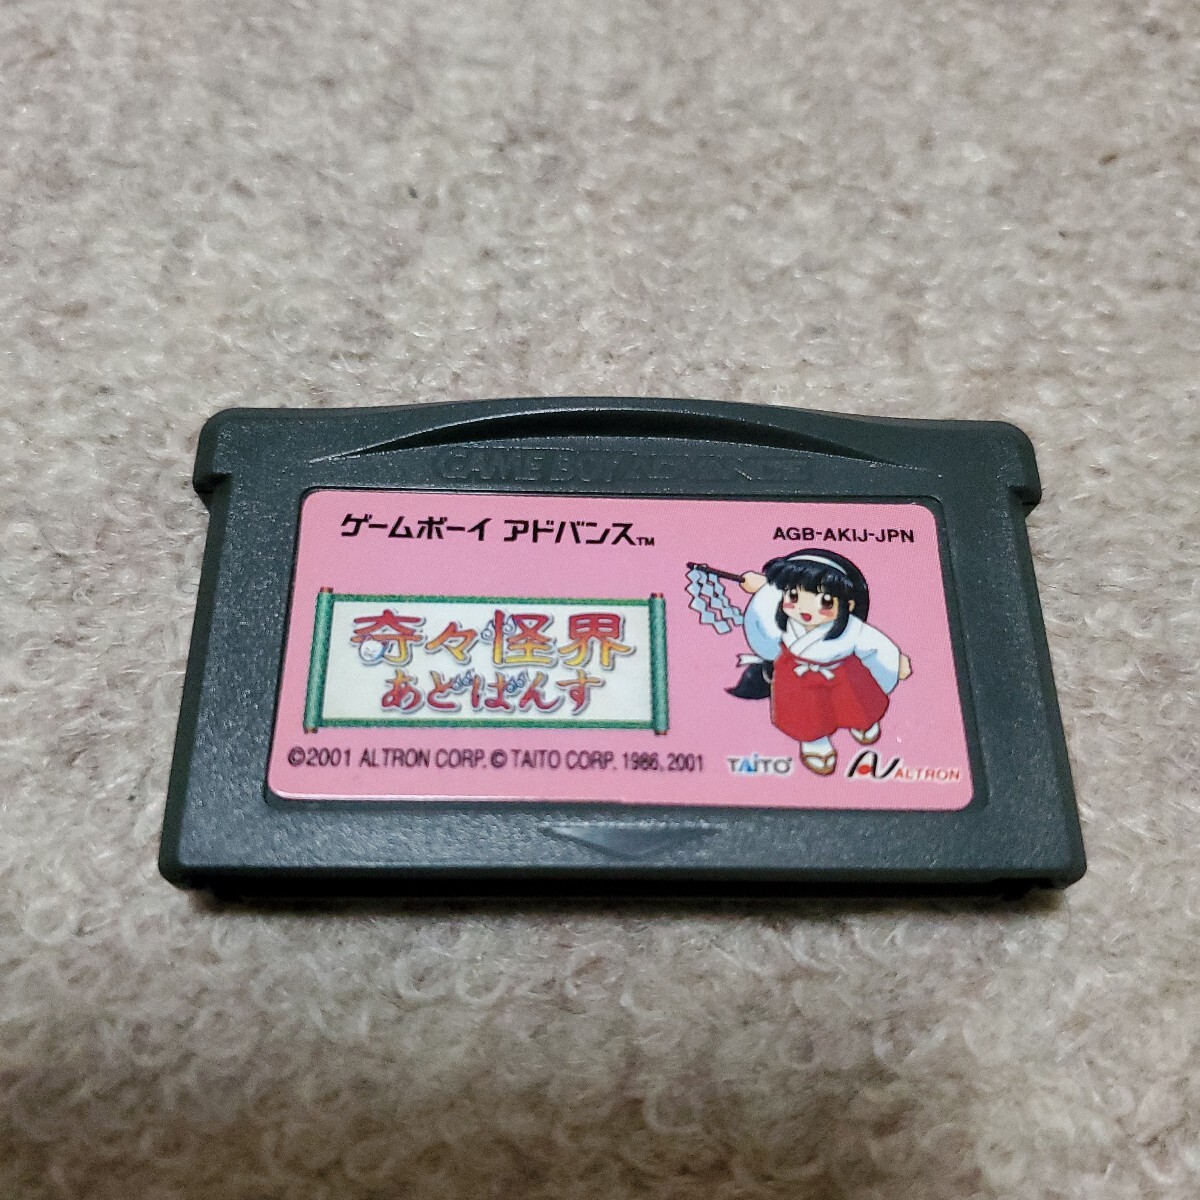 GAME BOY ADVANCE
ゲームボーイ アドバンス™
AGB-AKIJ-JPN
奇々怪界
あどばんす
©2001 ALTRON CORP. © TAITO CORP. 1986, 2001
TAITO
ALTRON